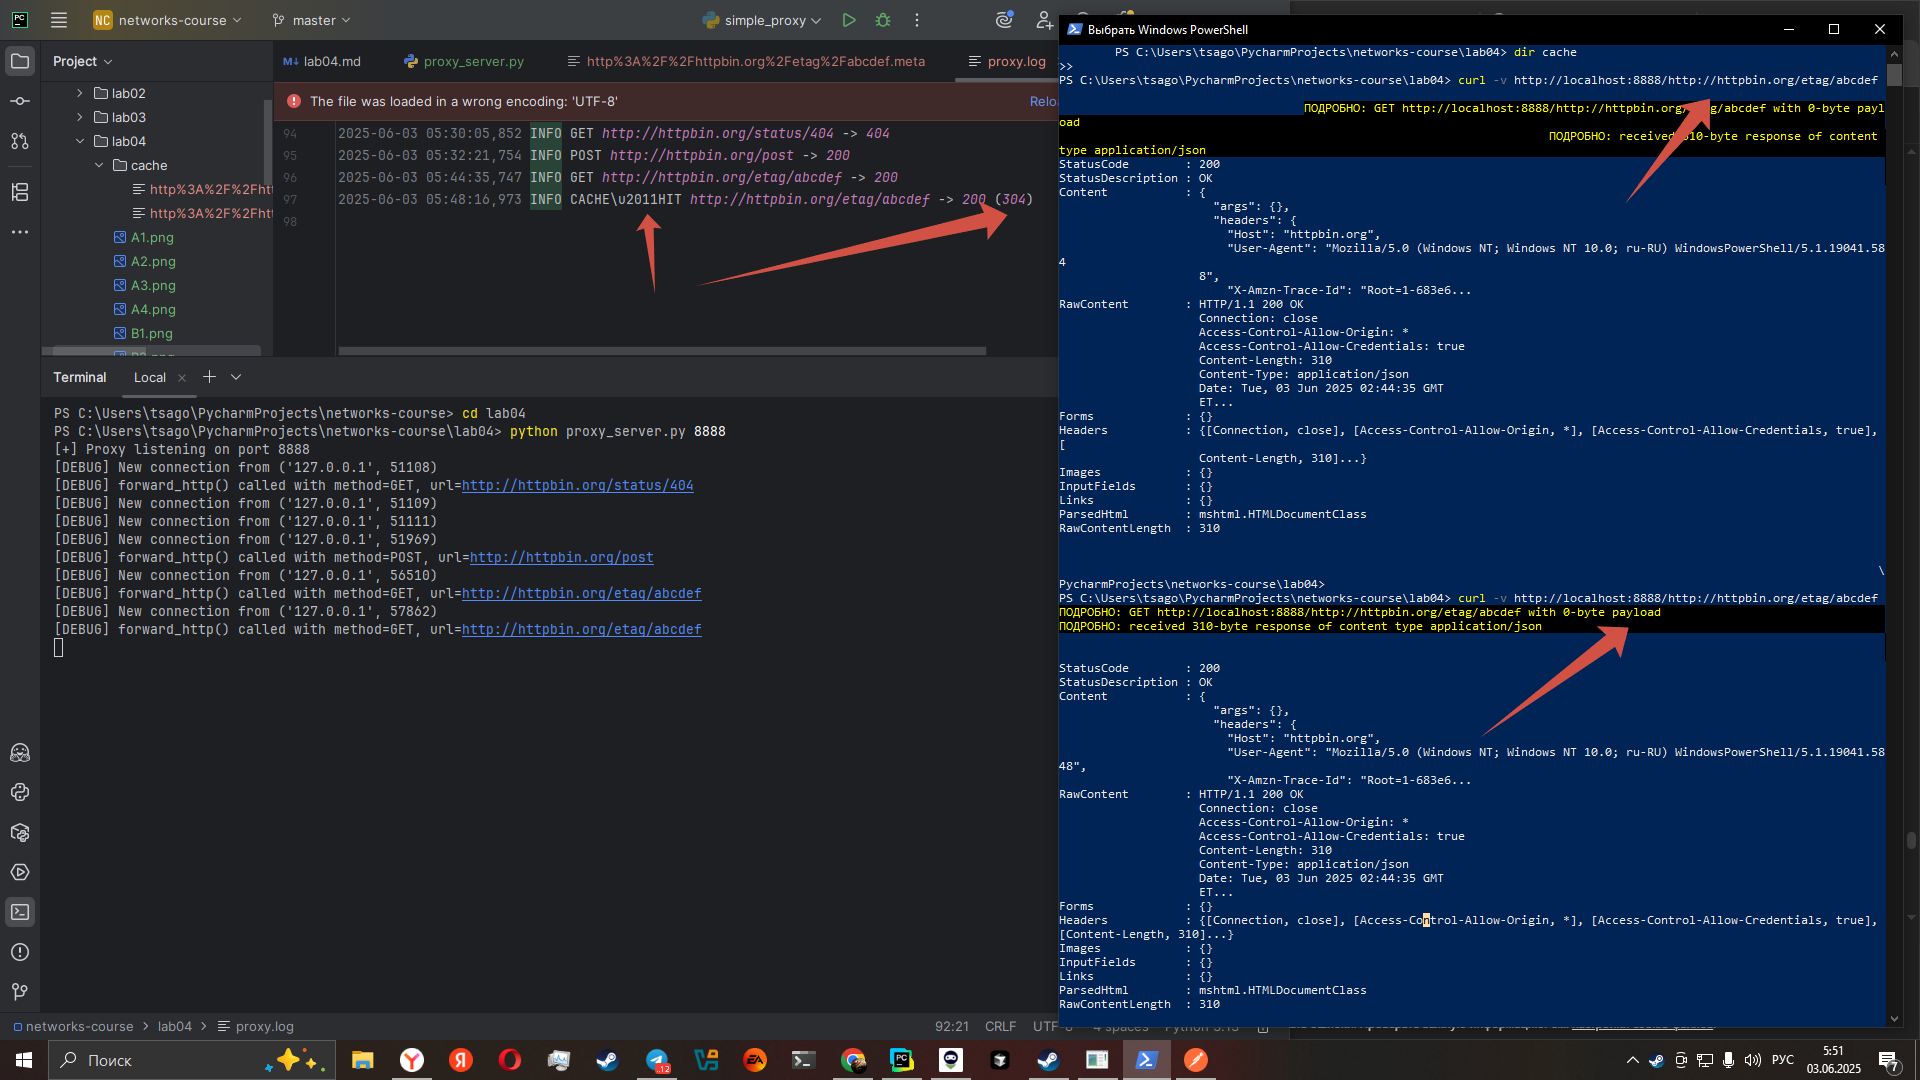 NC networks-course master simple_proxy
Project
lab02
lab03
lab04
cache
http%3A%2F%2Fht
http%3A%2F%2Fht
A1.png
A2.png
A3.png
A4.png
B1.png
M↓ lab04.md proxy_server.py http%3A%2F%2Fhttpbin.org%2Fetag%2Fabcdef.meta proxy.log
The file was loaded in a wrong encoding: 'UTF-8' Reloa
94 2025-06-03 05:30:05,852 INFO GET http://httpbin.org/status/404 -> 404
95 2025-06-03 05:32:21,754 INFO POST http://httpbin.org/post -> 200
96 2025-06-03 05:44:35,747 INFO GET http://httpbin.org/etag/abcdef -> 200
97 2025-06-03 05:48:16,973 INFO CACHE\u2011HIT http://httpbin.org/etag/abcdef -> 200 (304)
98
Terminal Local
PS C:\Users\tsago\PycharmProjects\networks-course> cd lab04
PS C:\Users\tsago\PycharmProjects\networks-course\lab04> python proxy_server.py 8888
[+] Proxy listening on port 8888
[DEBUG] New connection from ('127.0.0.1', 51108)
[DEBUG] forward_http() called with method=GET, url=http://httpbin.org/status/404
[DEBUG] New connection from ('127.0.0.1', 51109)
[DEBUG] New connection from ('127.0.0.1', 51111)
[DEBUG] New connection from ('127.0.0.1', 51969)
[DEBUG] forward_http() called with method=POST, url=http://httpbin.org/post
[DEBUG] New connection from ('127.0.0.1', 56510)
[DEBUG] forward_http() called with method=GET, url=http://httpbin.org/etag/abcdef
[DEBUG] New connection from ('127.0.0.1', 57862)
[DEBUG] forward_http() called with method=GET, url=http://httpbin.org/etag/abcdef
networks-course > lab04 > proxy.log 92:21 CRLF UTF-8 4 spaces Python 3.13
Выбрать Windows PowerShell
PS C:\Users\tsago\PycharmProjects\networks-course\lab04> dir cache
>>
PS C:\Users\tsago\PycharmProjects\networks-course\lab04> curl -v http://localhost:8888/http://httpbin.org/etag/abcdef
ПОДРОБНО: GET http://localhost:8888/http://httpbin.org/etag/abcdef with 0-byte payl
oad
ПОДРОБНО: received 310-byte response of content
type application/json
StatusCode : 200
StatusDescription : OK
Content : {
"args": {},
"headers": {
"Host": "httpbin.org",
"User-Agent": "Mozilla/5.0 (Windows NT; Windows NT 10.0; ru-RU) WindowsPowerShell/5.1.19041.58
4
8",
"X-Amzn-Trace-Id": "Root=1-683e6...
RawContent : HTTP/1.1 200 OK
Connection: close
Access-Control-Allow-Origin: *
Access-Control-Allow-Credentials: true
Content-Length: 310
Content-Type: application/json
Date: Tue, 03 Jun 2025 02:44:35 GMT
ET...
Forms : {}
Headers : {[Connection, close], [Access-Control-Allow-Origin, *], [Access-Control-Allow-Credentials, true],
[
Content-Length, 310]...}
Images : {}
InputFields : {}
Links : {}
ParsedHtml : mshtml.HTMLDocumentClass
RawContentLength : 310
\
PycharmProjects\networks-course\lab04>
PS C:\Users\tsago\PycharmProjects\networks-course\lab04> curl -v http://localhost:8888/http://httpbin.org/etag/abcdef
ПОДРОБНО: GET http://localhost:8888/http://httpbin.org/etag/abcdef with 0-byte payload
ПОДРОБНО: received 310-byte response of content type application/json
StatusCode : 200
StatusDescription : OK
Content : {
"args": {},
"headers": {
"Host": "httpbin.org",
"User-Agent": "Mozilla/5.0 (Windows NT; Windows NT 10.0; ru-RU) WindowsPowerShell/5.1.19041.58
48",
"X-Amzn-Trace-Id": "Root=1-683e6...
RawContent : HTTP/1.1 200 OK
Connection: close
Access-Control-Allow-Origin: *
Access-Control-Allow-Credentials: true
Content-Length: 310
Content-Type: application/json
Date: Tue, 03 Jun 2025 02:44:35 GMT
ET...
Forms : {}
Headers : {[Connection, close], [Access-Control-Allow-Origin, *], [Access-Control-Allow-Credentials, true],
[Content-Length, 310]...}
Images : {}
InputFields : {}
Links : {}
ParsedHtml : mshtml.HTMLDocumentClass
RawContentLength : 310
Поиск
12
РУС
5:51
03.06.2025
7